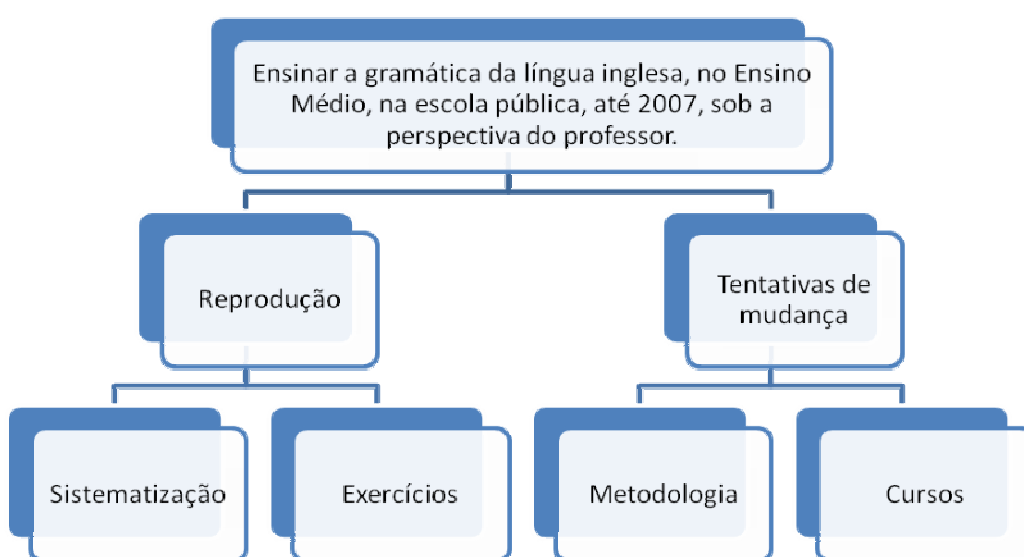 Ensinar a gramática da língua inglesa, no Ensino
Médio, na escola pública, até 2007, sob a
perspectiva do professor.
Reprodução
Tentativas de
mudança
Sistematização
Exercícios
Metodologia
Cursos